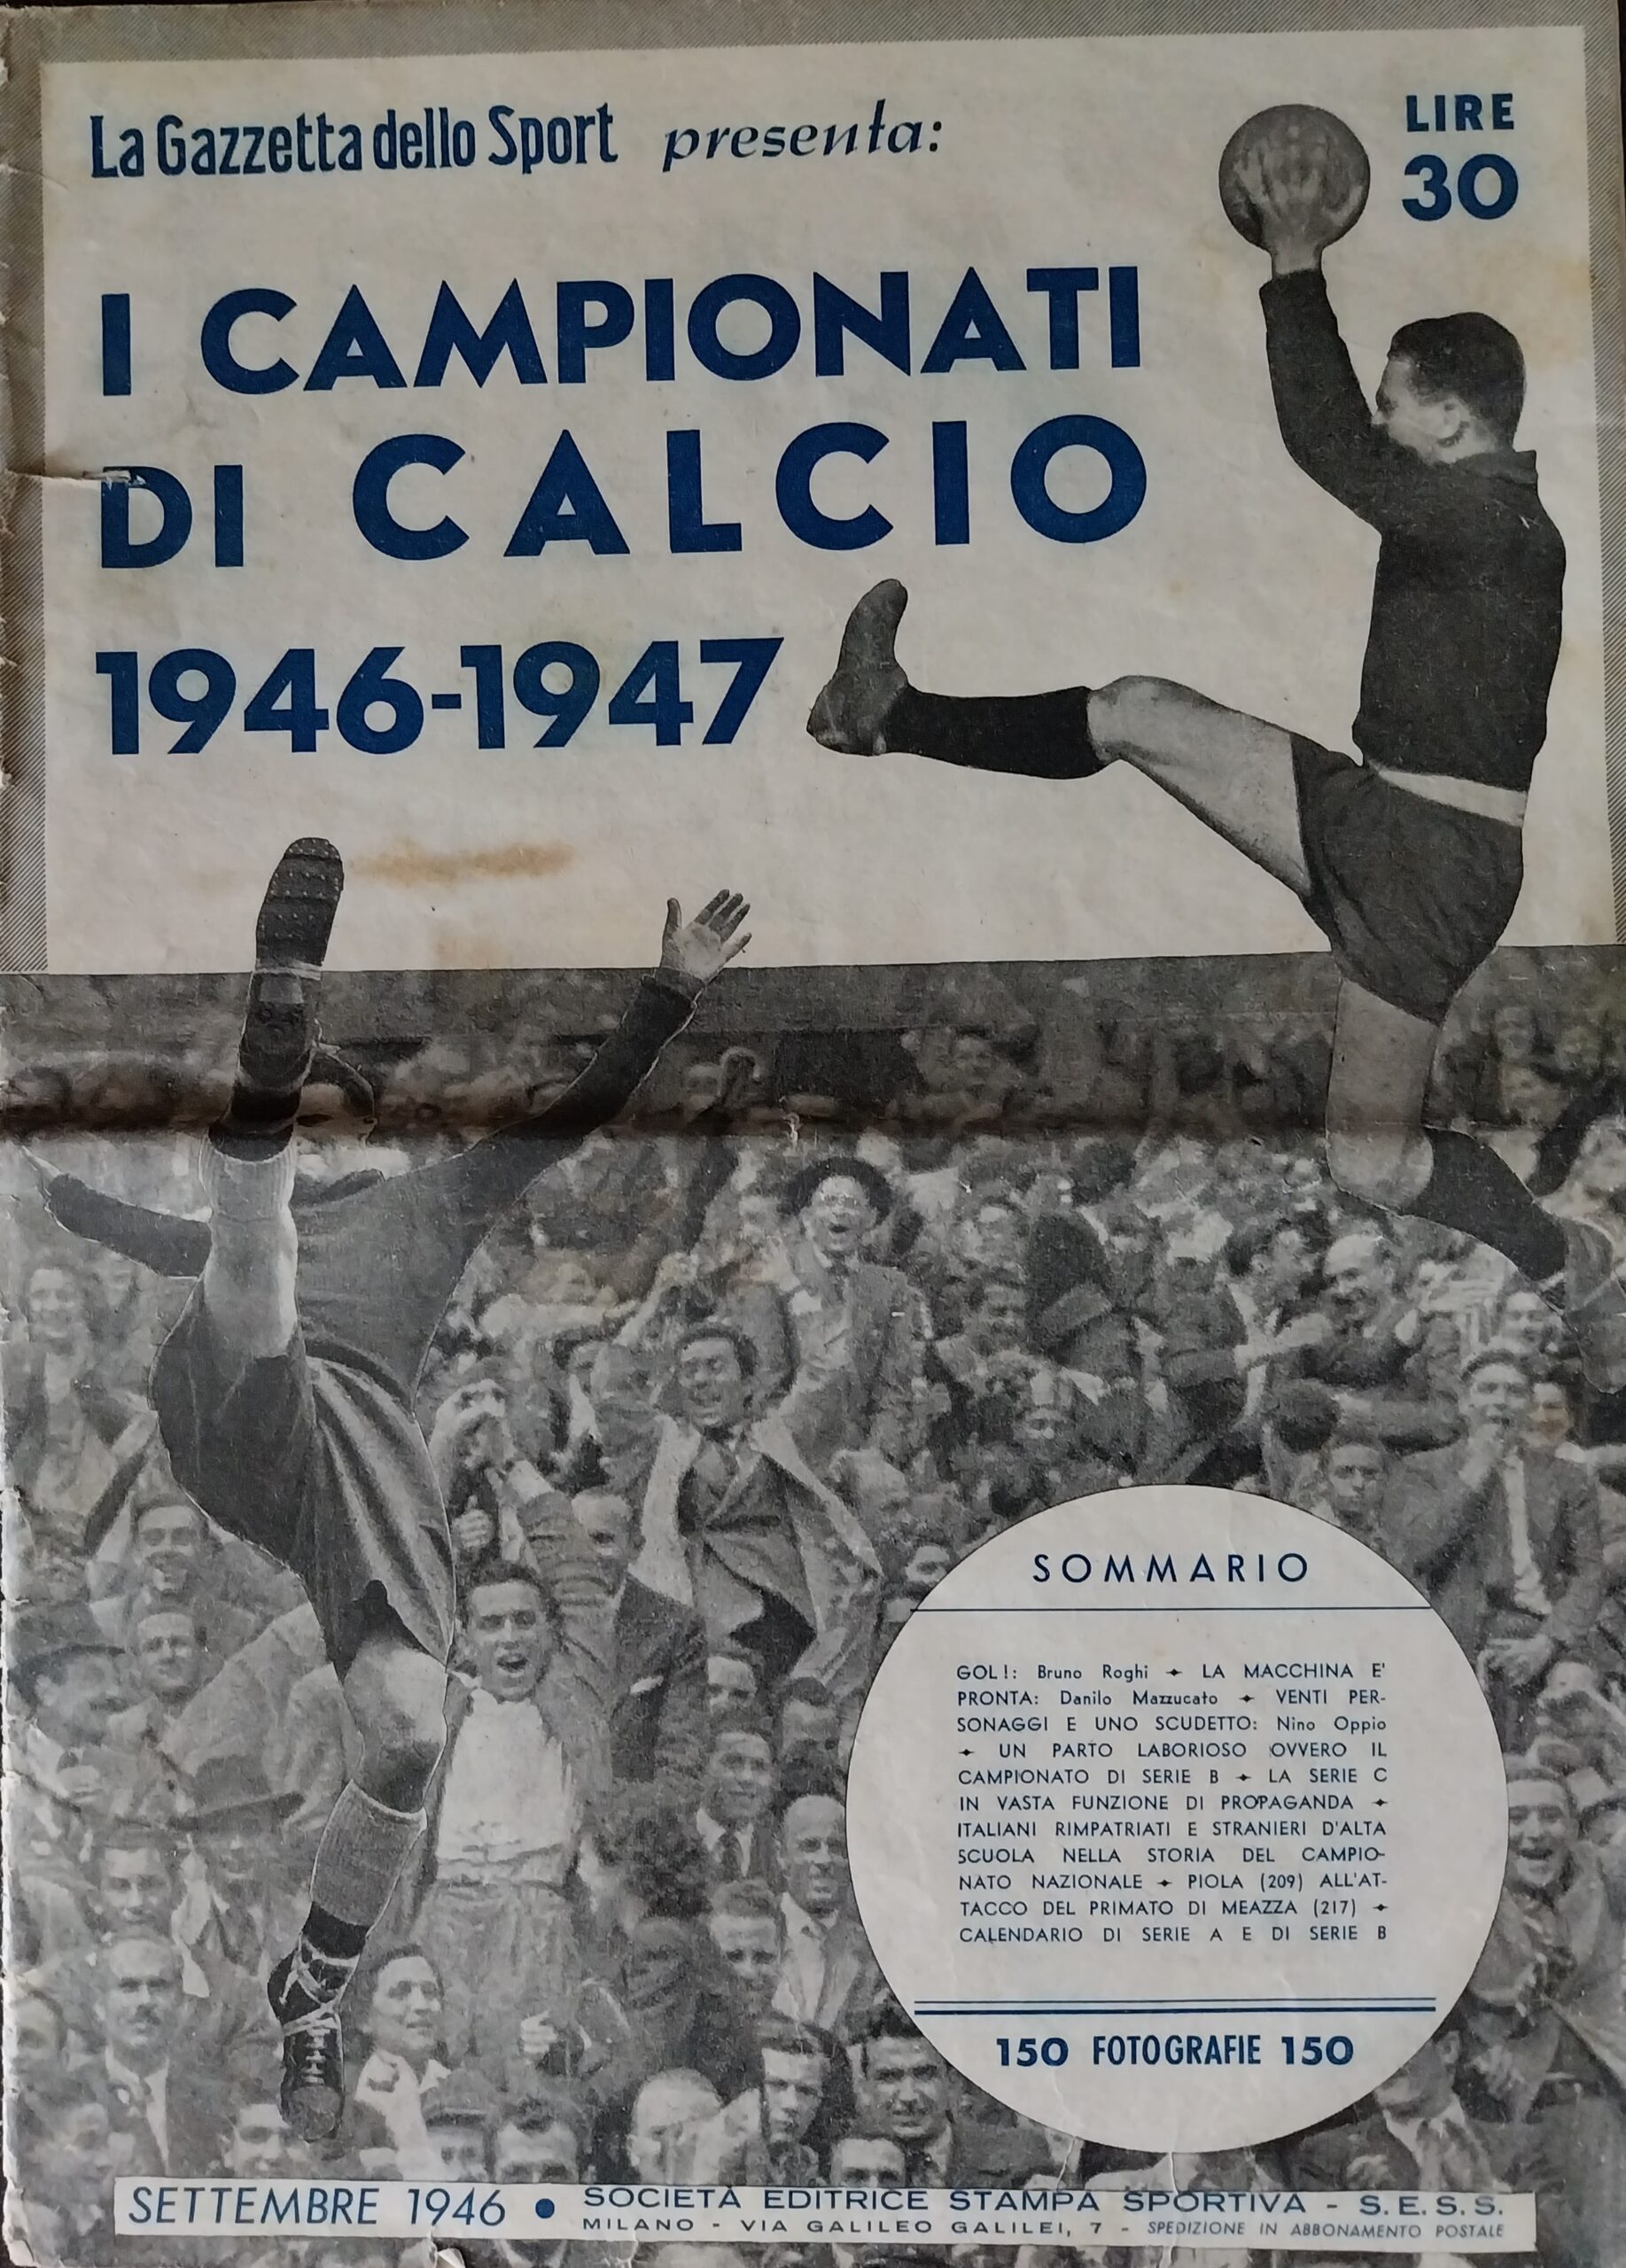 La Gazzetta dello Sport presenta:
LIRE
30
I CAMPIONATI
DI CALCIO
1946-1947
SOMMARIO
GOL!: Bruno Roghi ✦ LA MACCHINA E'
PRONTA: Danilo Mazzucato ✦ VENTI PER-
SONAGGI E UNO SCUDETTO: Nino Oppio
✦ UN PARTO LABORIOSO OVVERO IL
CAMPIONATO DI SERIE B ✦ LA SERIE C
IN VASTA FUNZIONE DI PROPAGANDA ✦
ITALIANI RIMPATRIATI E STRANIERI D'ALTA
SCUOLA NELLA STORIA DEL CAMPIO-
NATO NAZIONALE ✦ PIOLA (209) ALL'AT-
TACCO DEL PRIMATO DI MEAZZA (217) ✦
CALENDARIO DI SERIE A E DI SERIE B
150 FOTOGRAFIE 150
SETTEMBRE 1946 • SOCIETÀ EDITRICE STAMPA SPORTIVA - S.E.S.S.
MILANO - VIA GALILEO GALILEI, 7 - SPEDIZIONE IN ABBONAMENTO POSTALE